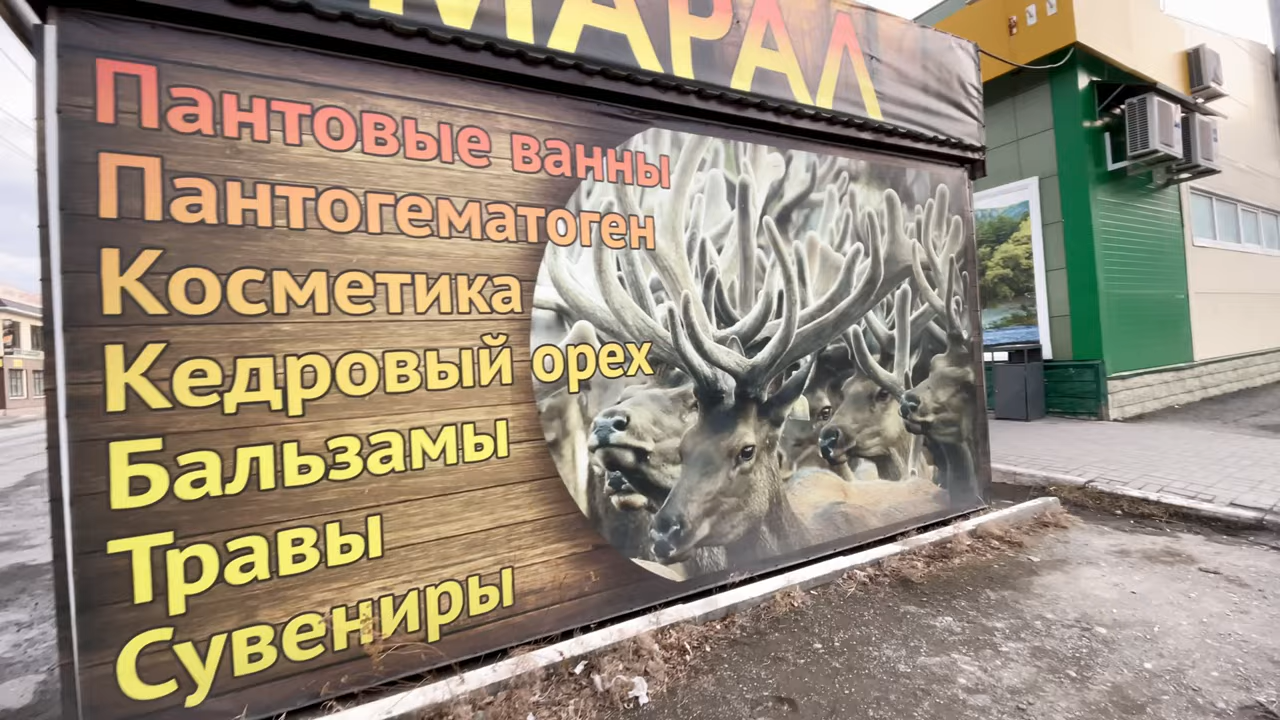 МАРАЛ
Пантовые ванны
Пантогематоген
Косметика
Кедровый орех
Бальзамы
Травы
Сувениры